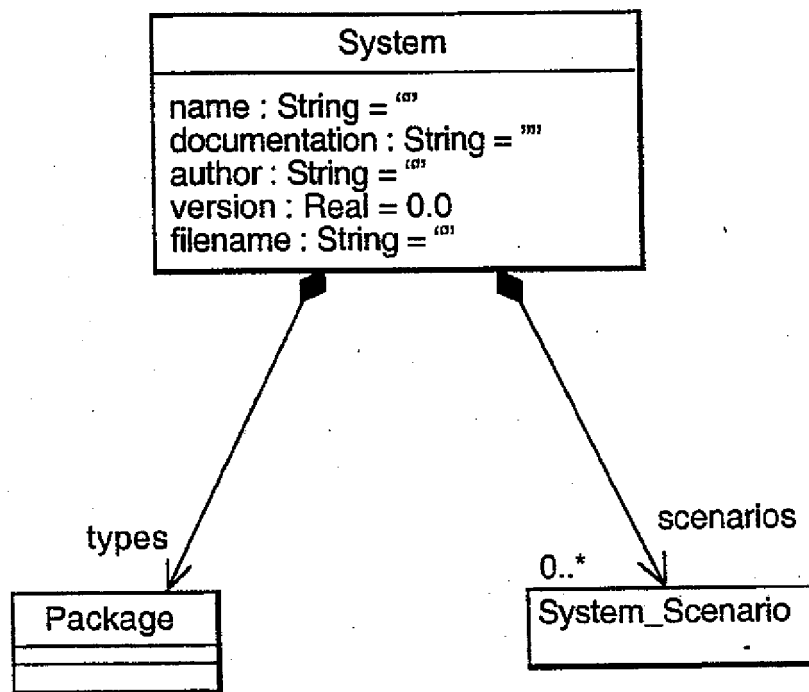 System
name : String = “”
documentation : String = “”
author : String = “”
version : Real = 0.0
filename : String = “”
types
scenarios
0..*
Package
System_Scenario